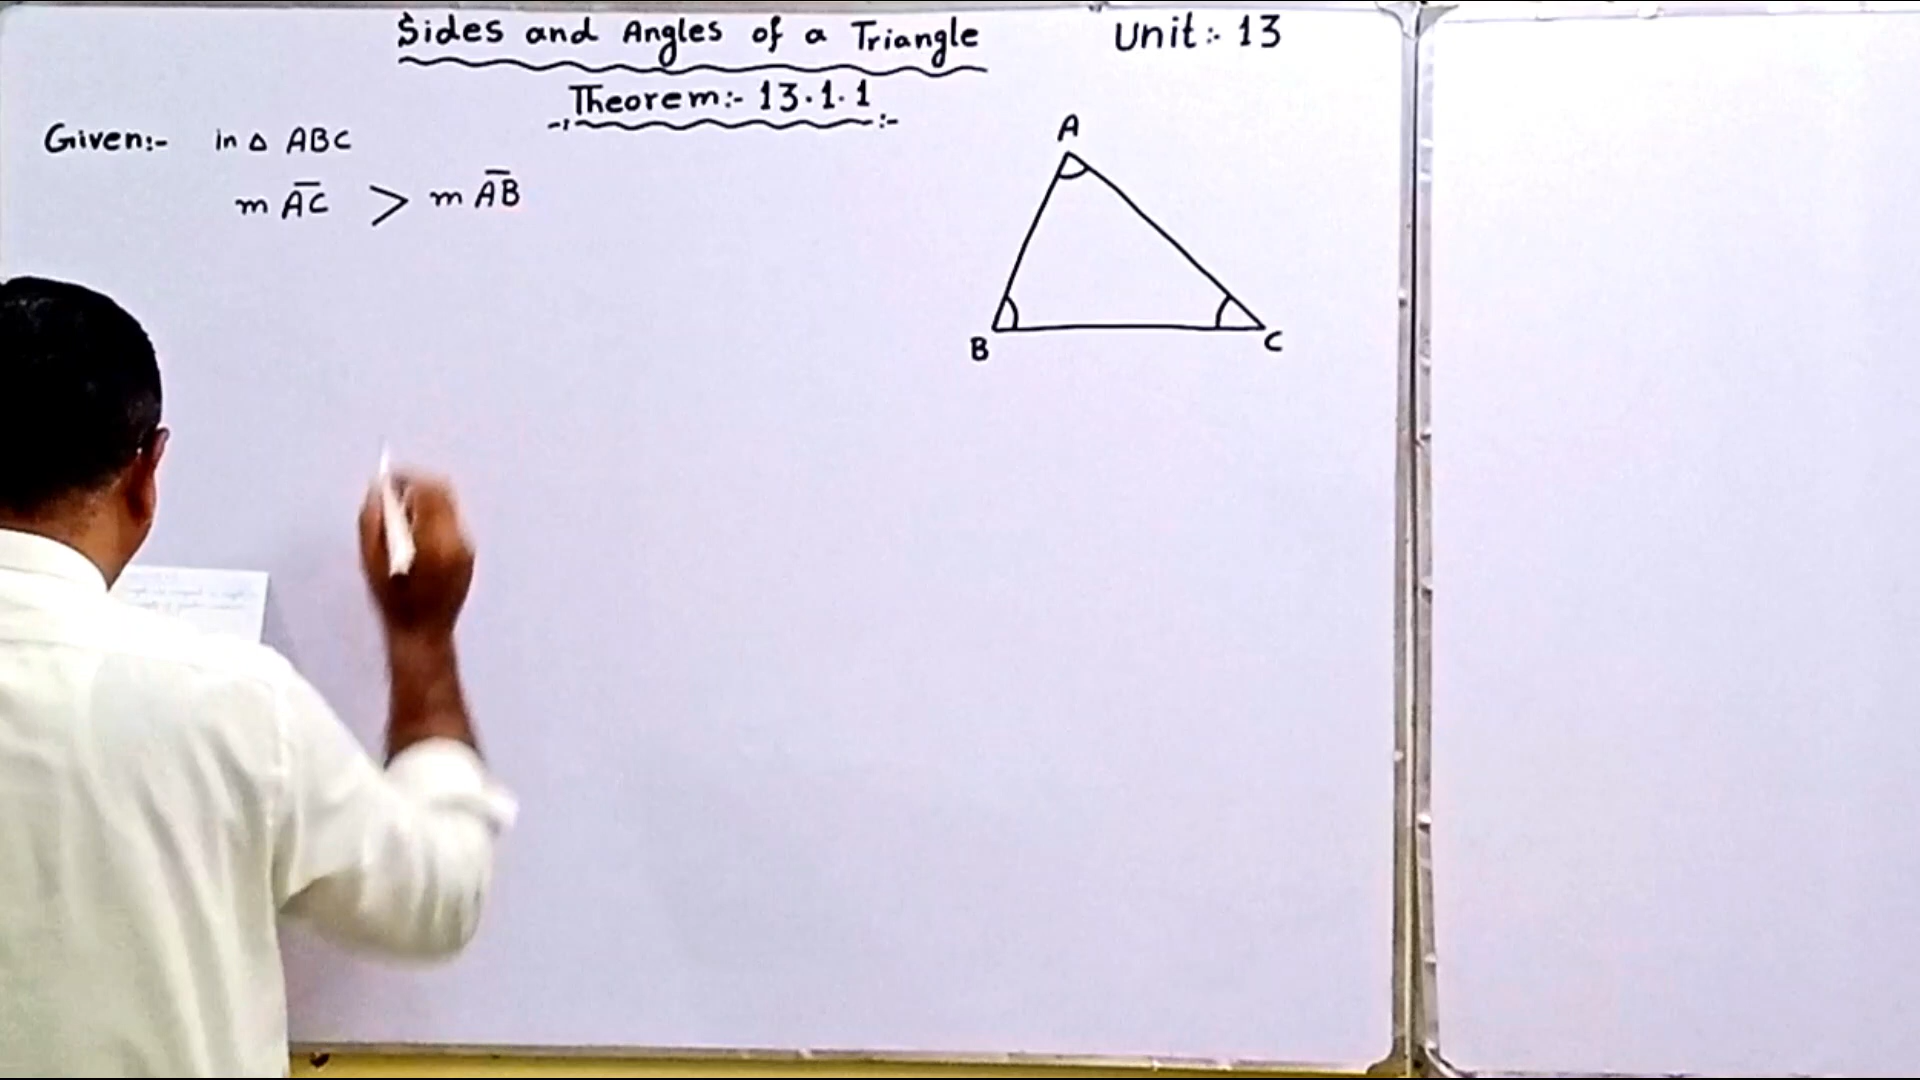 Sides and Angles of a Triangle Unit:- 13
Theorem:- 13.1.1
Given:- in △ ABC
m A̅C̅ > m A̅B̅
A
B
C